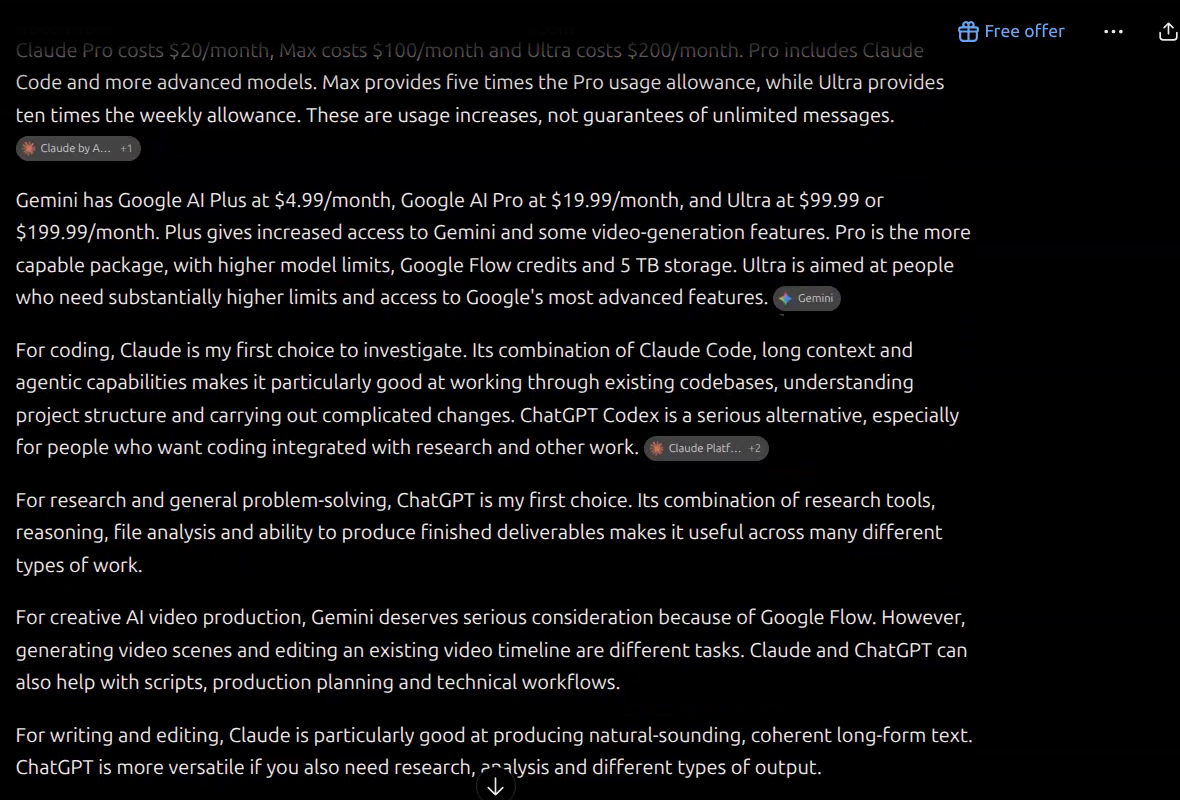 Free offer
Claude Pro costs $20/month, Max costs $100/month and Ultra costs $200/month. Pro includes Claude
Code and more advanced models. Max provides five times the Pro usage allowance, while Ultra provides
ten times the weekly allowance. These are usage increases, not guarantees of unlimited messages.
Claude by A... +1
Gemini has Google AI Plus at $4.99/month, Google AI Pro at $19.99/month, and Ultra at $99.99 or
$199.99/month. Plus gives increased access to Gemini and some video-generation features. Pro is the more
capable package, with higher model limits, Google Flow credits and 5 TB storage. Ultra is aimed at people
who need substantially higher limits and access to Google's most advanced features. Gemini
For coding, Claude is my first choice to investigate. Its combination of Claude Code, long context and
agentic capabilities makes it particularly good at working through existing codebases, understanding
project structure and carrying out complicated changes. ChatGPT Codex is a serious alternative, especially
for people who want coding integrated with research and other work. Claude Platf... +2
For research and general problem-solving, ChatGPT is my first choice. Its combination of research tools,
reasoning, file analysis and ability to produce finished deliverables makes it useful across many different
types of work.
For creative AI video production, Gemini deserves serious consideration because of Google Flow. However,
generating video scenes and editing an existing video timeline are different tasks. Claude and ChatGPT can
also help with scripts, production planning and technical workflows.
For writing and editing, Claude is particularly good at producing natural-sounding, coherent long-form text.
ChatGPT is more versatile if you also need research, analysis and different types of output.